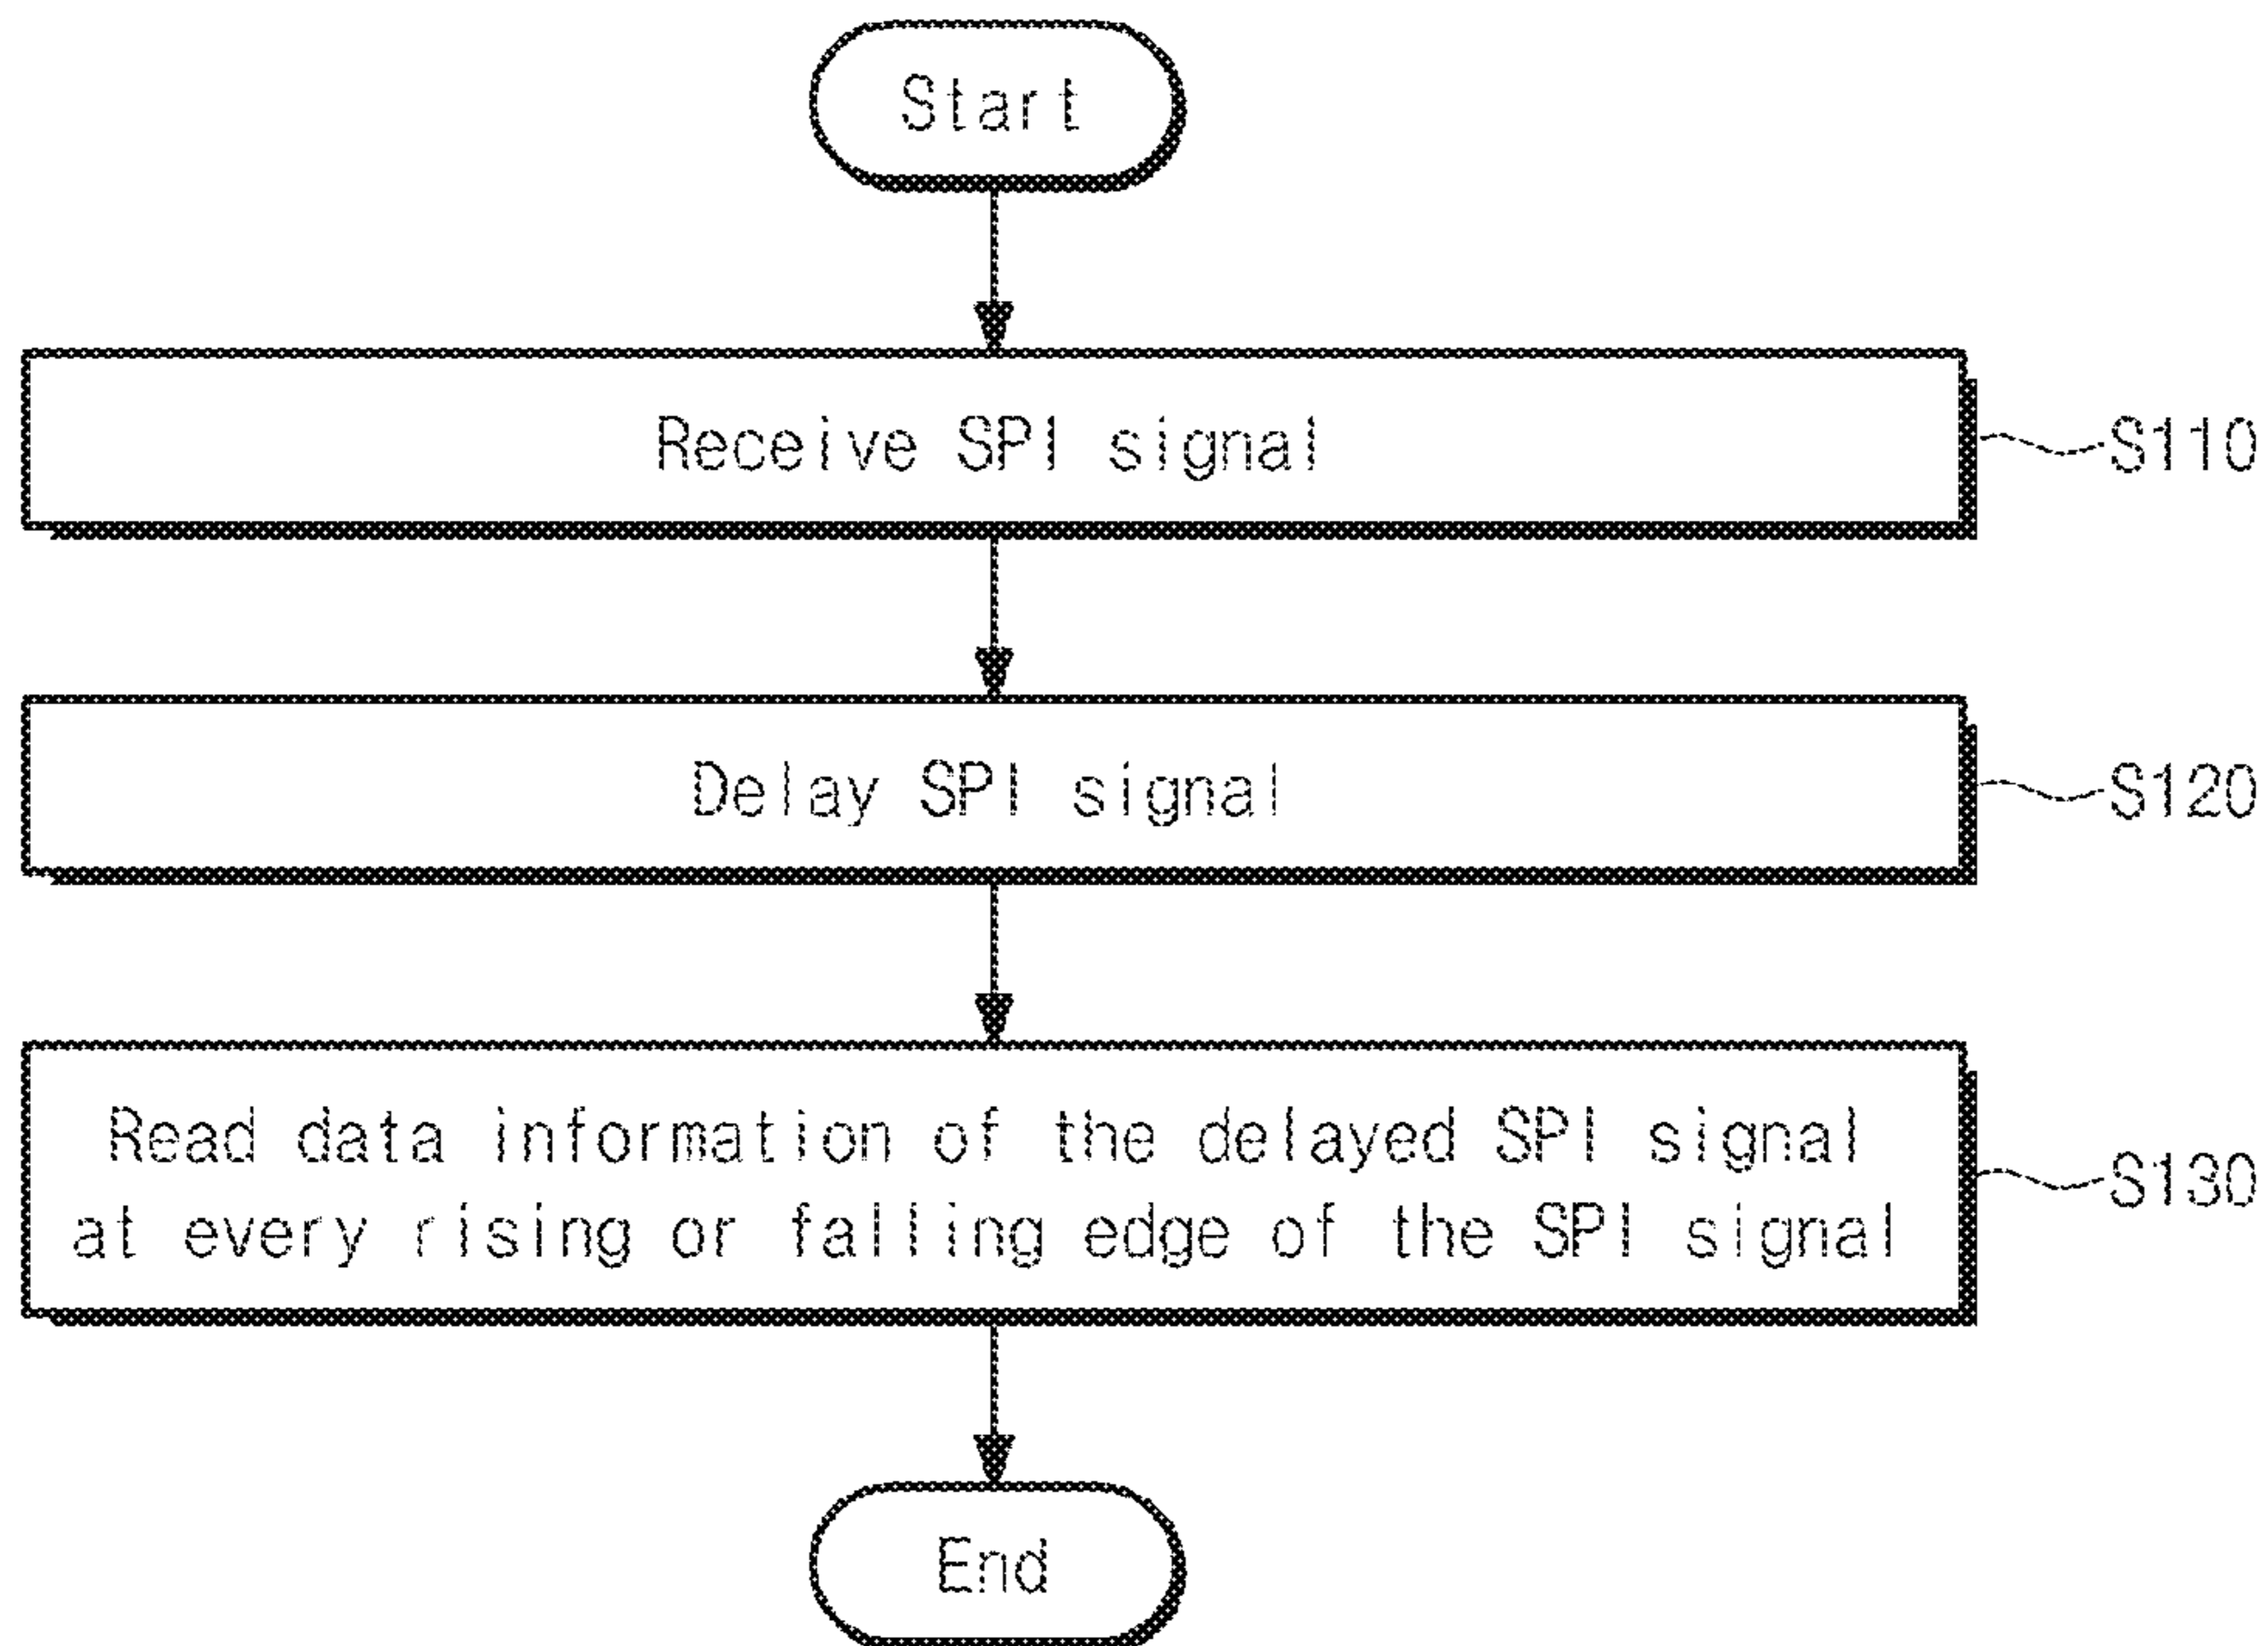 Start
Receive SPI signal
S110
Delay SPI signal
S120
Read data information of the delayed SPI signal
at every rising or falling edge of the SPI signal
S130
End